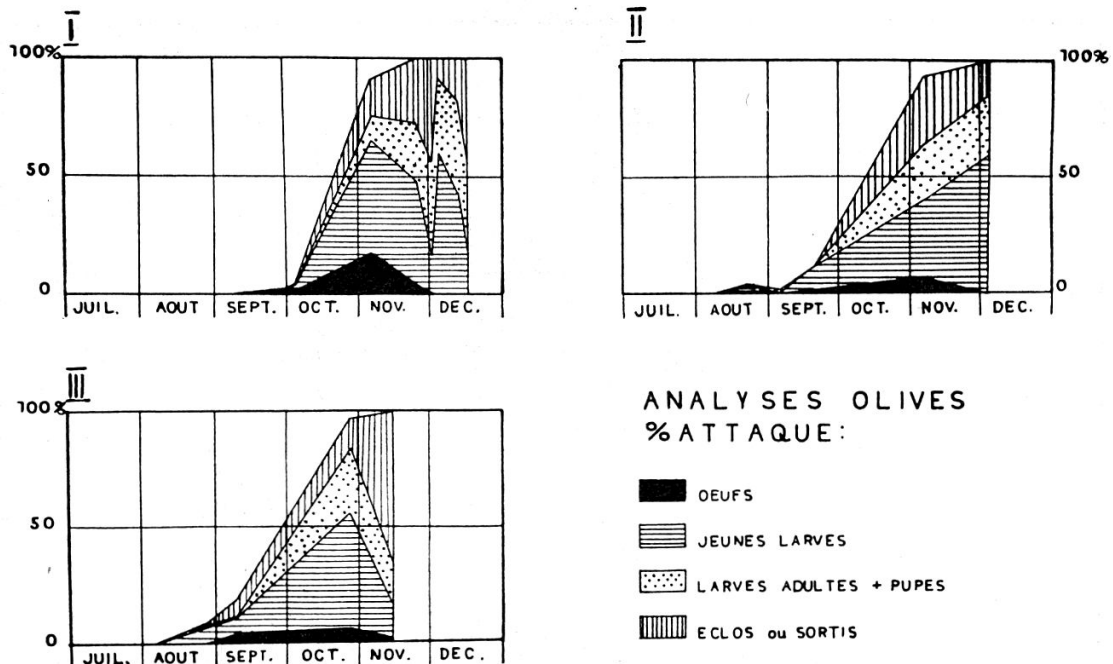 I
100%
50
0
JUIL. AOUT SEPT. OCT. NOV. DEC.
II
100%
50
0
JUIL. AOUT SEPT. OCT. NOV. DEC.
III
100%
50
0
JUIL. AOUT SEPT. OCT. NOV. DEC.
ANALYSES OLIVES
% ATTAQUE:
OEUFS
JEUNES LARVES
LARVES ADULTES + PUPES
ECLOS ou SORTIS